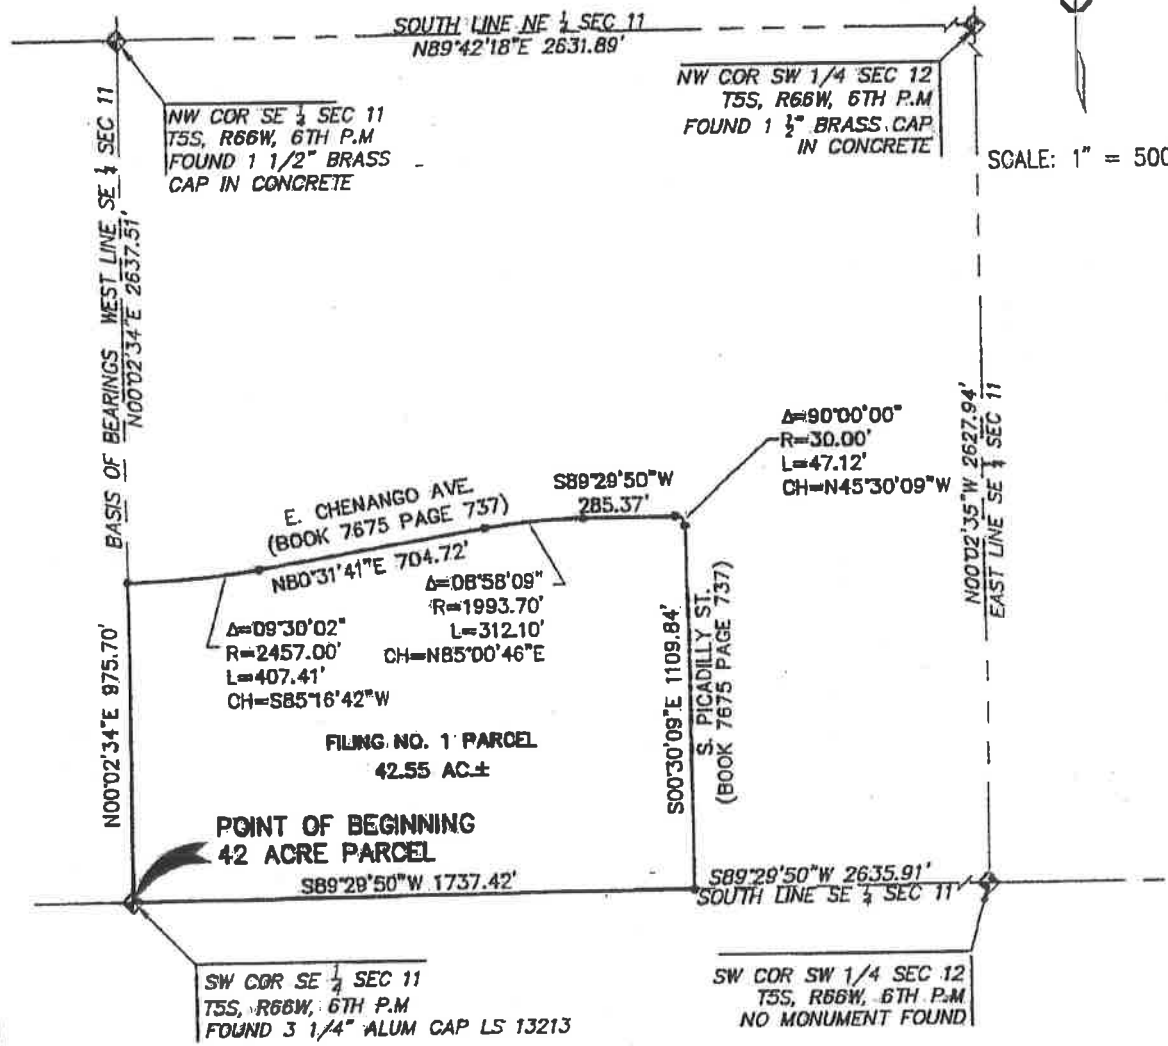 SOUTH LINE NE 1/4 SEC 11
N89°42'18"E 2631.89'
NW COR SE 1/4 SEC 11
T5S, R66W, 6TH P.M
FOUND 1 1/2" BRASS
CAP IN CONCRETE
NW COR SW 1/4 SEC 12
T5S, R66W, 6TH P.M
FOUND 1 1/2" BRASS CAP
IN CONCRETE
SCALE: 1" = 500
BASIS OF BEARINGS WEST LINE SE 1/4 SEC 11
N00°02'34"E 2637.51'
Δ=90°00'00"
R=30.00'
L=47.12'
CH=N45°30'09"W
N00°02'35"W 2627.94'
EAST LINE SE 1/4 SEC 11
E. CHENANGO AVE.
(BOOK 7675 PAGE 737)
N80°31'41"E 704.72'
S89°29'50"W
285.37'
Δ=08°58'09"
R=1993.70'
L=312.10'
CH=N85°00'46"E
Δ=09°30'02"
R=2457.00'
L=407.41'
CH=S85°16'42"W
N00°02'34"E 975.70'
S00°30'09"E 1109.84'
S. PICADILLY ST.
(BOOK 7675 PAGE 737)
FILING NO. 1 PARCEL
42.55 AC.±
POINT OF BEGINNING
42 ACRE PARCEL
S89°29'50"W 1737.42'
S89°29'50"W 2635.91'
SOUTH LINE SE 1/4 SEC 11
SW COR SE 1/4 SEC 11
T5S, R66W, 6TH P.M
FOUND 3 1/4" ALUM CAP LS 13213
SW COR SW 1/4 SEC 12
T5S, R66W, 6TH P.M
NO MONUMENT FOUND